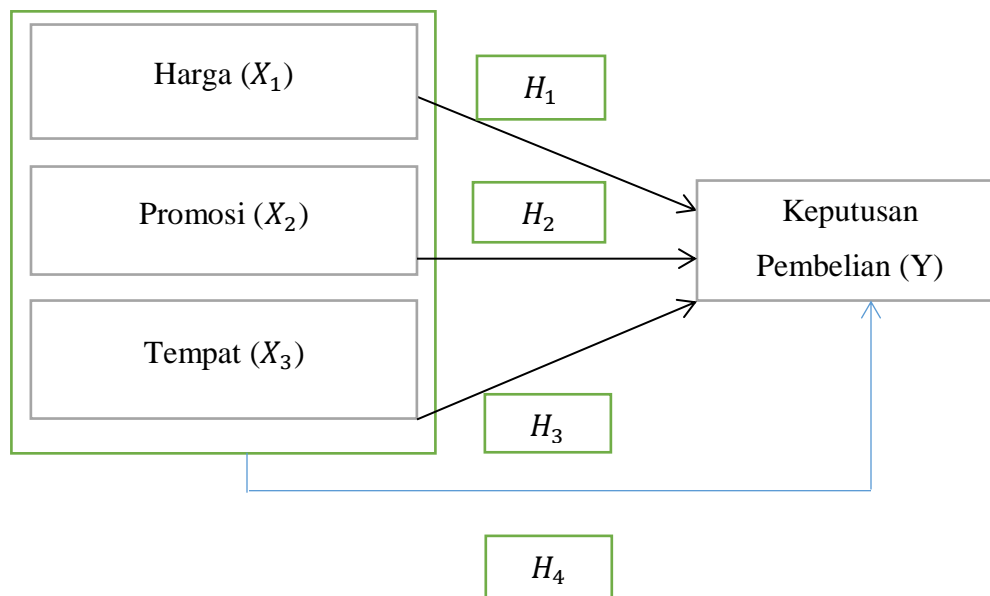 Harga (𝑋₁)
𝐻₁
Promosi (𝑋₂)
𝐻₂
Keputusan
Pembelian (Y)
Tempat (𝑋₃)
𝐻₃
𝐻₄